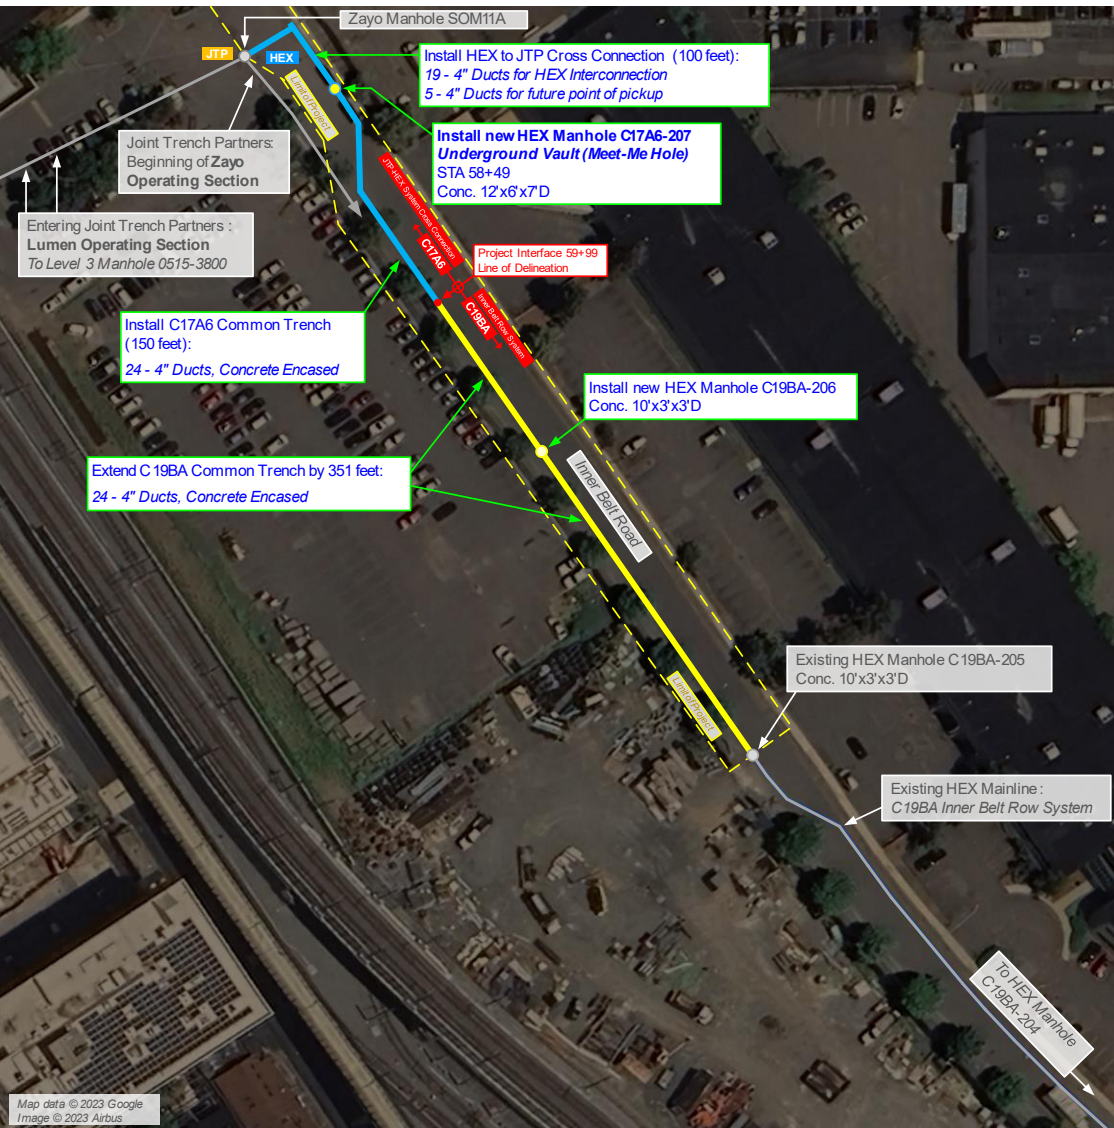 Zayo Manhole SOM11A
JTP
HEX
Install HEX to JTP Cross Connection (100 feet):
19 - 4" Ducts for HEX Interconnection
5 - 4" Ducts for future point of pickup
Limit of Project
Install new HEX Manhole C17A6-207
Underground Vault (Meet-Me Hole)
STA 58+49
Conc. 12'x6'x7'D
Joint Trench Partners:
Beginning of Zayo
Operating Section
Entering Joint Trench Partners :
Lumen Operating Section
To Level 3 Manhole 0515-3800
JTP-HEX System Cross Connection
C17A6
Project Interface 59+99
Line of Delineation
C19BA
Inner Belt Row System
Install C17A6 Common Trench
(150 feet):
24 - 4" Ducts, Concrete Encased
Install new HEX Manhole C19BA-206
Conc. 10'x3'x3'D
Extend C19BA Common Trench by 351 feet:
24 - 4" Ducts, Concrete Encased
Inner Belt Road
Existing HEX Manhole C19BA-205
Conc. 10'x3'x3'D
Limit of Project
Existing HEX Mainline :
C19BA Inner Belt Row System
To HEX Manhole
C19BA-204
Map data © 2023 Google
Image © 2023 Airbus